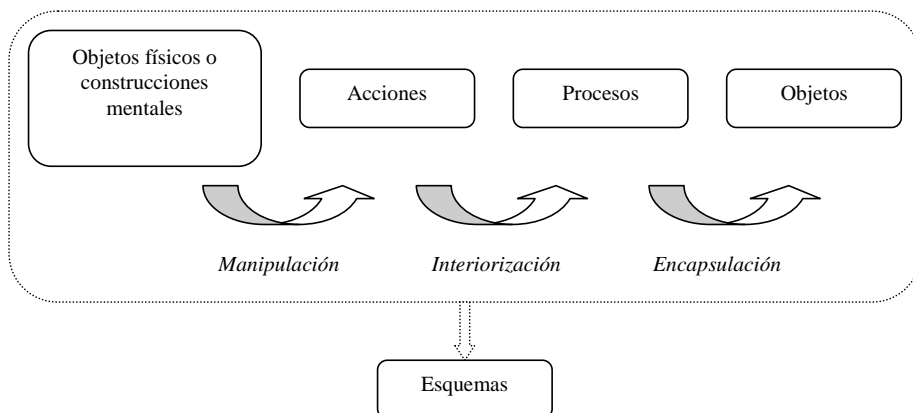 Objetos físicos o
construcciones
mentales
Acciones
Procesos
Objetos
Manipulación
Interiorización
Encapsulación
Esquemas